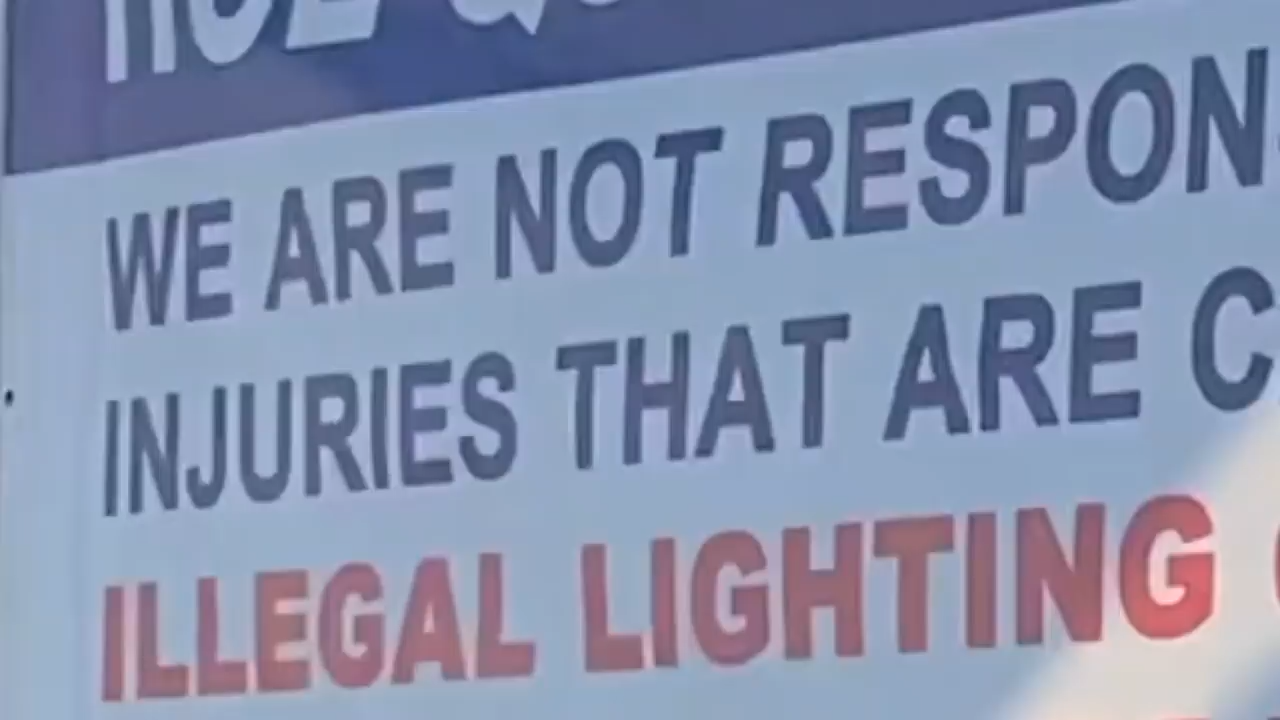 WE ARE NOT RESPON
INJURIES THAT ARE C
ILLEGAL LIGHTING